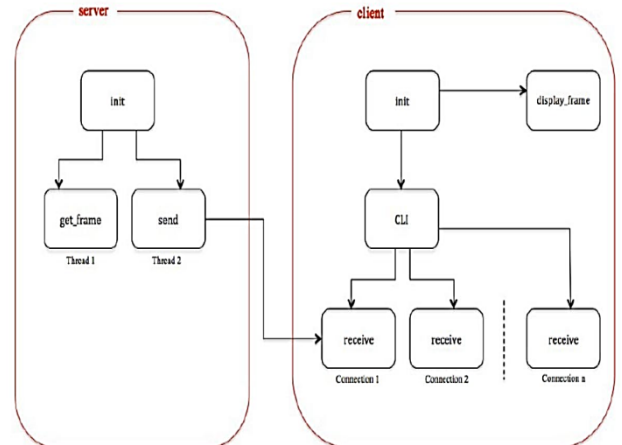 server
client
init
init
display_frame
get_frame
send
CLI
Thread 1
Thread 2
receive
receive
receive
Connection 1
Connection 2
Connection n